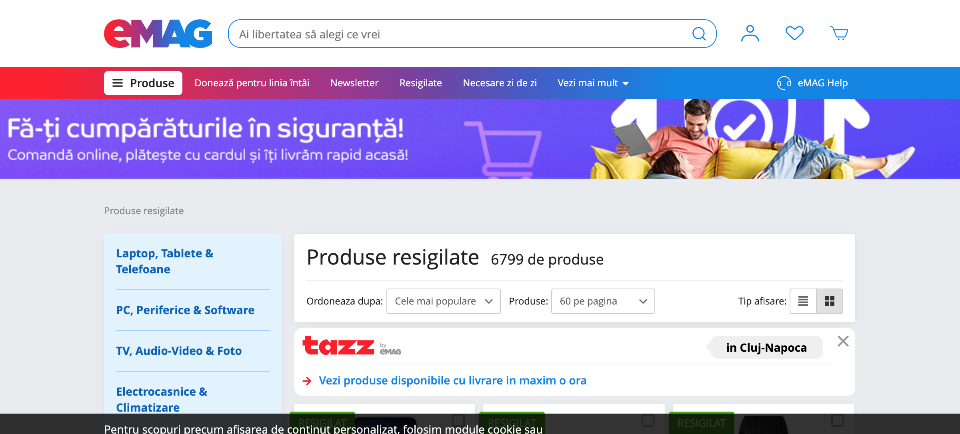 eMAG
Ai libertatea să alegi ce vrei
Produse
Donează pentru linia întâi
Newsletter
Resigilate
Necesare zi de zi
Vezi mai mult
eMAG Help
Fă-ți cumpărăturile în siguranță!
Comandă online, plătește cu cardul și îți livrăm rapid acasă!
Produse resigilate
Laptop, Tablete &
Telefoane
PC, Periferice & Software
TV, Audio-Video & Foto
Electrocasnice &
Climatizare
Produse resigilate 6799 de produse
Ordoneaza dupa: Cele mai populare Produse: 60 pe pagina Tip afisare:
tazz by eMAG
in Cluj-Napoca
Vezi produse disponibile cu livrare in maxim o ora
RESIGILAT RESIGILAT RESIGILAT
Pentru scopuri precum afișarea de conținut personalizat, folosim module cookie sau